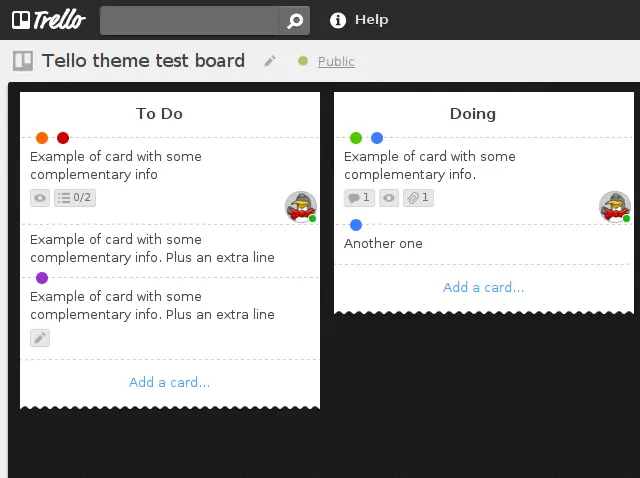 Trello
Help
Tello theme test board
Public
To Do
Example of card with some
complementary info
0/2
Example of card with some
complementary info. Plus an extra line
Example of card with some
complementary info. Plus an extra line
Add a card...
Doing
Example of card with some
complementary info.
1
1
Another one
Add a card...